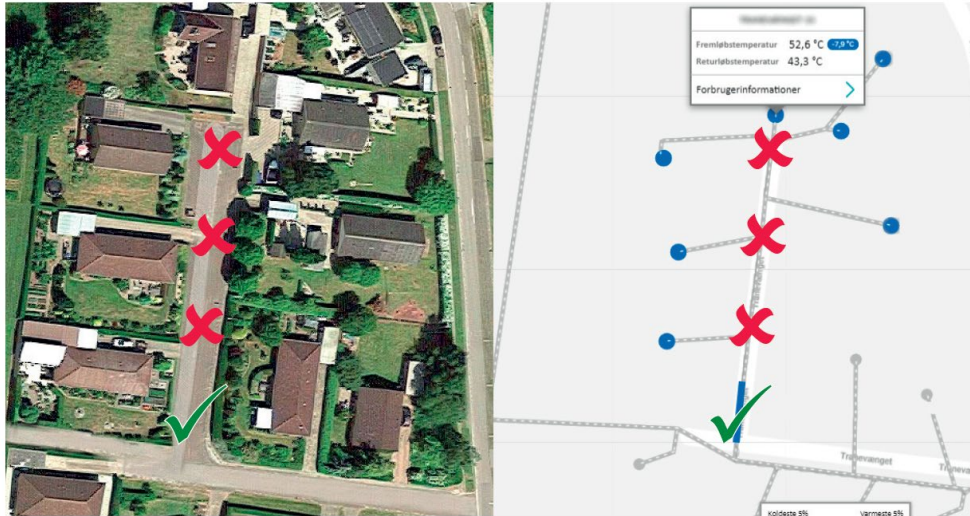 Fremløbstemperatur 52,6 °C -7,9 °C
Returløbstemperatur 43,3 °C
Forbrugerinformationer
Tranevænget
Koldeste 5% Varmeste 5%